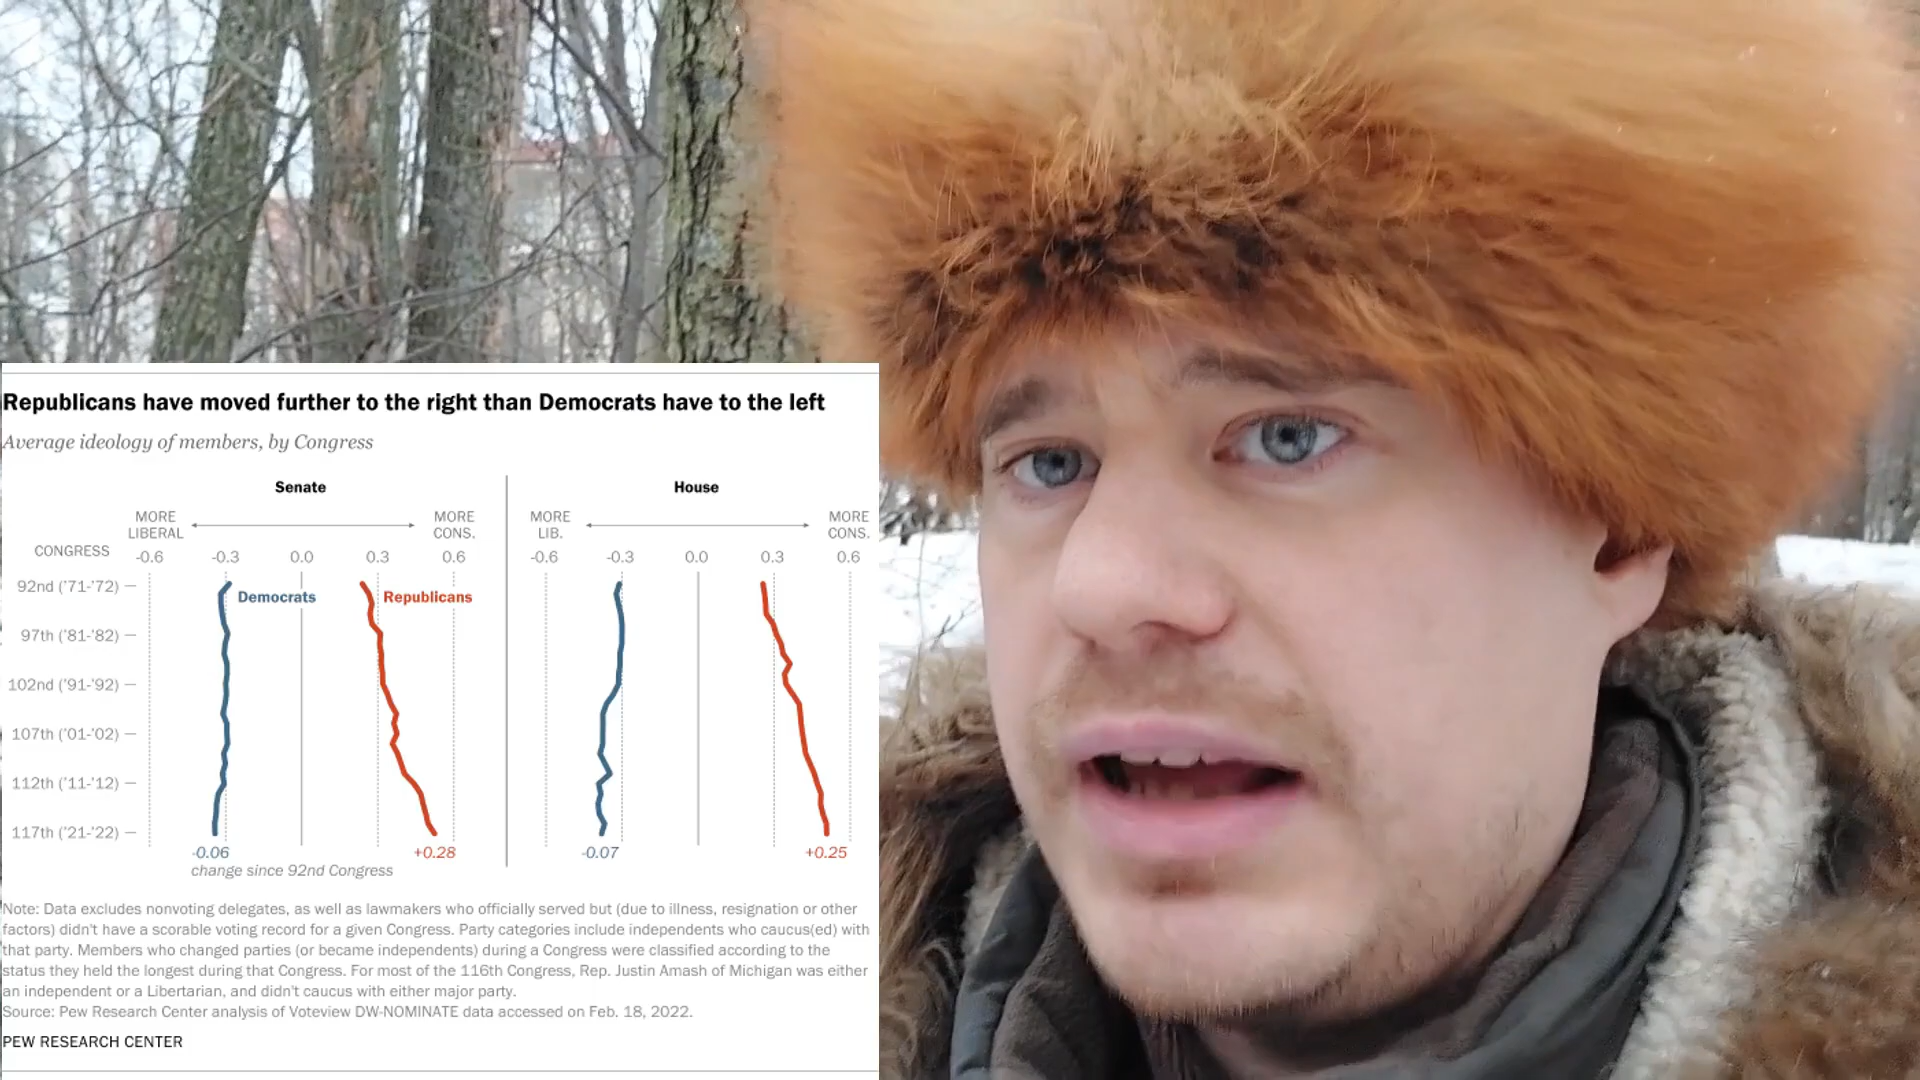 Republicans have moved further to the right than Democrats have to the left
Average ideology of members, by Congress
Senate
House
MORE LIBERAL
MORE CONS.
MORE LIB.
MORE CONS.
CONGRESS
-0.6 -0.3 0.0 0.3 0.6
-0.6 -0.3 0.0 0.3 0.6
92nd ('71-'72)
Democrats
Republicans
97th ('81-'82)
102nd ('91-'92)
107th ('01-'02)
112th ('11-'12)
117th ('21-'22)
-0.06 +0.28
-0.07 +0.25
change since 92nd Congress
Note: Data excludes nonvoting delegates, as well as lawmakers who officially served but (due to illness, resignation or other
factors) didn't have a scorable voting record for a given Congress. Party categories include independents who caucus(ed) with
that party. Members who changed parties (or became independents) during a Congress were classified according to the
status they held the longest during that Congress. For most of the 116th Congress, Rep. Justin Amash of Michigan was either
an independent or a Libertarian, and didn't caucus with either major party.
Source: Pew Research Center analysis of Voteview DW-NOMINATE data accessed on Feb. 18, 2022.
PEW RESEARCH CENTER